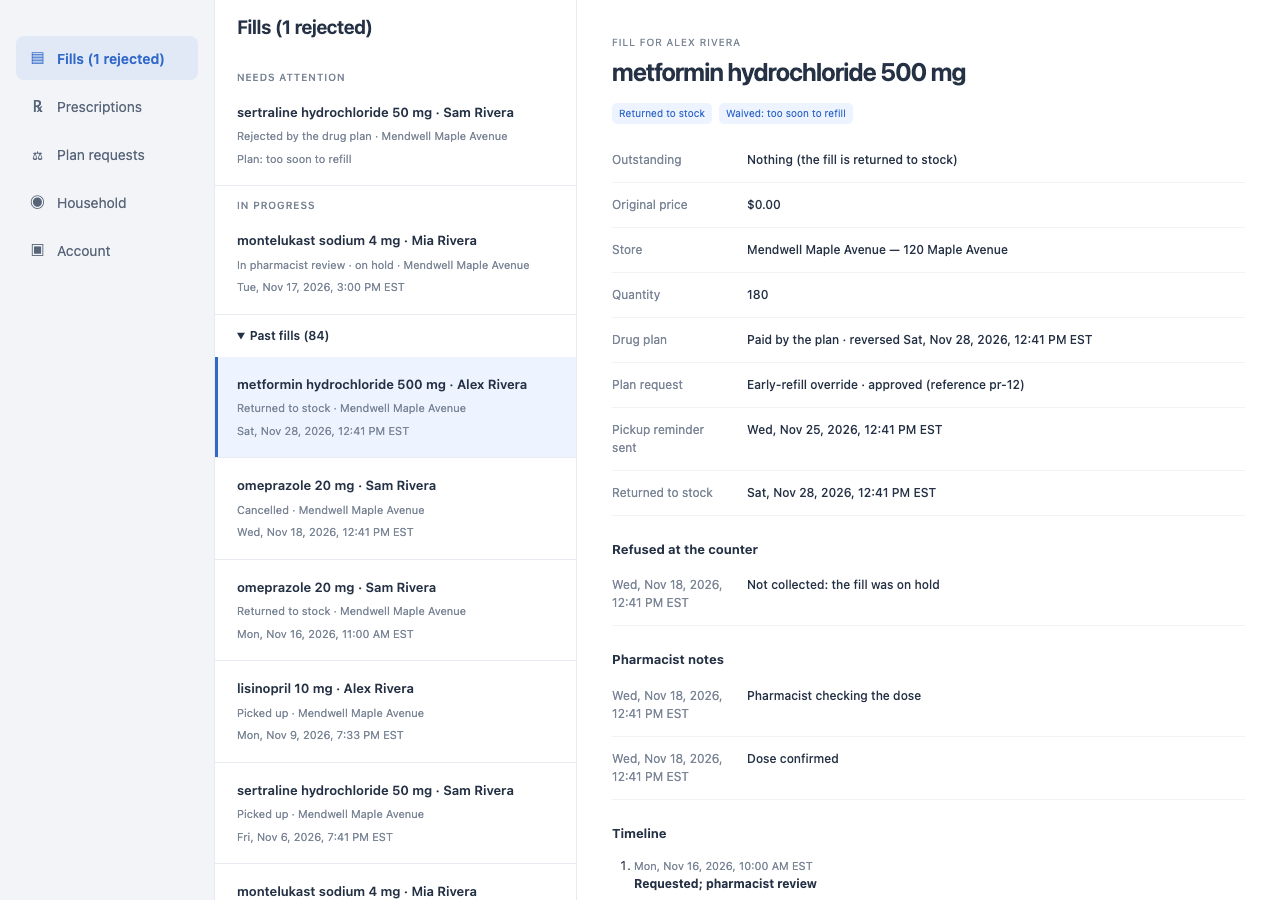 Fills (1 rejected)
℞ Prescriptions
Plan requests
Household
Account
Fills (1 rejected)
NEEDS ATTENTION
sertraline hydrochloride 50 mg · Sam Rivera
Rejected by the drug plan · Mendwell Maple Avenue
Plan: too soon to refill
IN PROGRESS
montelukast sodium 4 mg · Mia Rivera
In pharmacist review · on hold · Mendwell Maple Avenue
Tue, Nov 17, 2026, 3:00 PM EST
▼ Past fills (84)
metformin hydrochloride 500 mg · Alex Rivera
Returned to stock · Mendwell Maple Avenue
Sat, Nov 28, 2026, 12:41 PM EST
omeprazole 20 mg · Sam Rivera
Cancelled · Mendwell Maple Avenue
Wed, Nov 18, 2026, 12:41 PM EST
omeprazole 20 mg · Sam Rivera
Returned to stock · Mendwell Maple Avenue
Mon, Nov 16, 2026, 11:00 AM EST
lisinopril 10 mg · Alex Rivera
Picked up · Mendwell Maple Avenue
Mon, Nov 9, 2026, 7:33 PM EST
sertraline hydrochloride 50 mg · Sam Rivera
Picked up · Mendwell Maple Avenue
Fri, Nov 6, 2026, 7:41 PM EST
montelukast sodium 4 mg · Mia Rivera
FILL FOR ALEX RIVERA
metformin hydrochloride 500 mg
Returned to stock Waived: too soon to refill
Outstanding Nothing (the fill is returned to stock)
Original price $0.00
Store Mendwell Maple Avenue — 120 Maple Avenue
Quantity 180
Drug plan Paid by the plan · reversed Sat, Nov 28, 2026, 12:41 PM EST
Plan request Early-refill override · approved (reference pr-12)
Pickup reminder sent Wed, Nov 25, 2026, 12:41 PM EST
Returned to stock Sat, Nov 28, 2026, 12:41 PM EST
Refused at the counter
Wed, Nov 18, 2026, 12:41 PM EST Not collected: the fill was on hold
Pharmacist notes
Wed, Nov 18, 2026, 12:41 PM EST Pharmacist checking the dose
Wed, Nov 18, 2026, 12:41 PM EST Dose confirmed
Timeline
1. Mon, Nov 16, 2026, 10:00 AM EST
Requested; pharmacist review